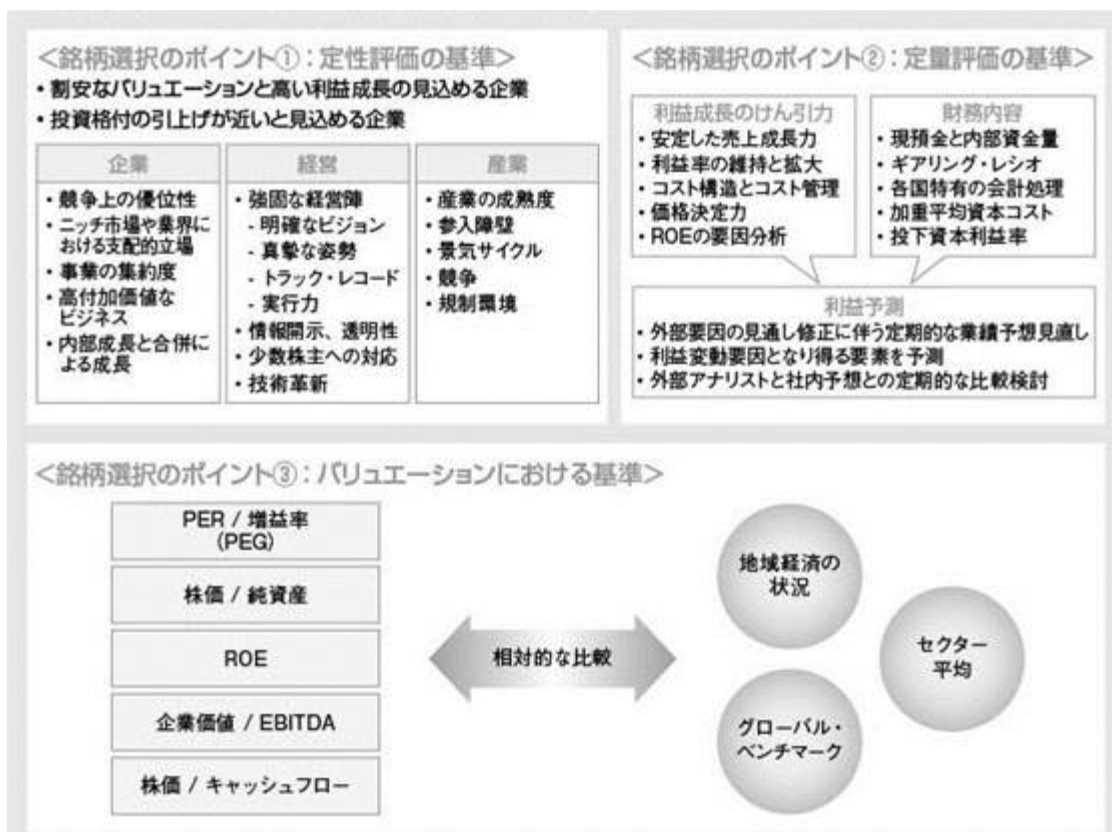 <銘柄選択のポイント①：定性評価の基準>
・割安なバリュエーションと高い利益成長の見込める企業
・投資格付の引上げが近いと見込める企業
企業
・競争上の優位性
・ニッチ市場や業界に
おける支配的立場
・事業の集約度
・高付加価値な
ビジネス
・内部成長と合併に
よる成長
経営
・強固な経営陣
- 明確なビジョン
- 真摯な姿勢
- トラック・レコード
- 実行力
・情報開示、透明性
・少数株主への対応
・技術革新
産業
・産業の成熟度
・参入障壁
・景気サイクル
・競争
・規制環境
<銘柄選択のポイント②：定量評価の基準>
利益成長のけん引力
・安定した売上成長力
・利益率の維持と拡大
・コスト構造とコスト管理
・価格決定力
・ROEの要因分析
財務内容
・現預金と内部資金量
・ギアリング・レシオ
・各国特有の会計処理
・加重平均資本コスト
・投下資本利益率
利益予測
・外部要因の見通し修正に伴う定期的な業績予想見直し
・利益変動要因となり得る要素を予測
・外部アナリストと社内予想との定期的な比較検討
<銘柄選択のポイント③：バリュエーションにおける基準>
PER / 増益率
(PEG)
株価 / 純資産
ROE
企業価値 / EBITDA
株価 / キャッシュフロー
相対的な比較
地域経済の
状況
セクター
平均
グローバル・
ベンチマーク